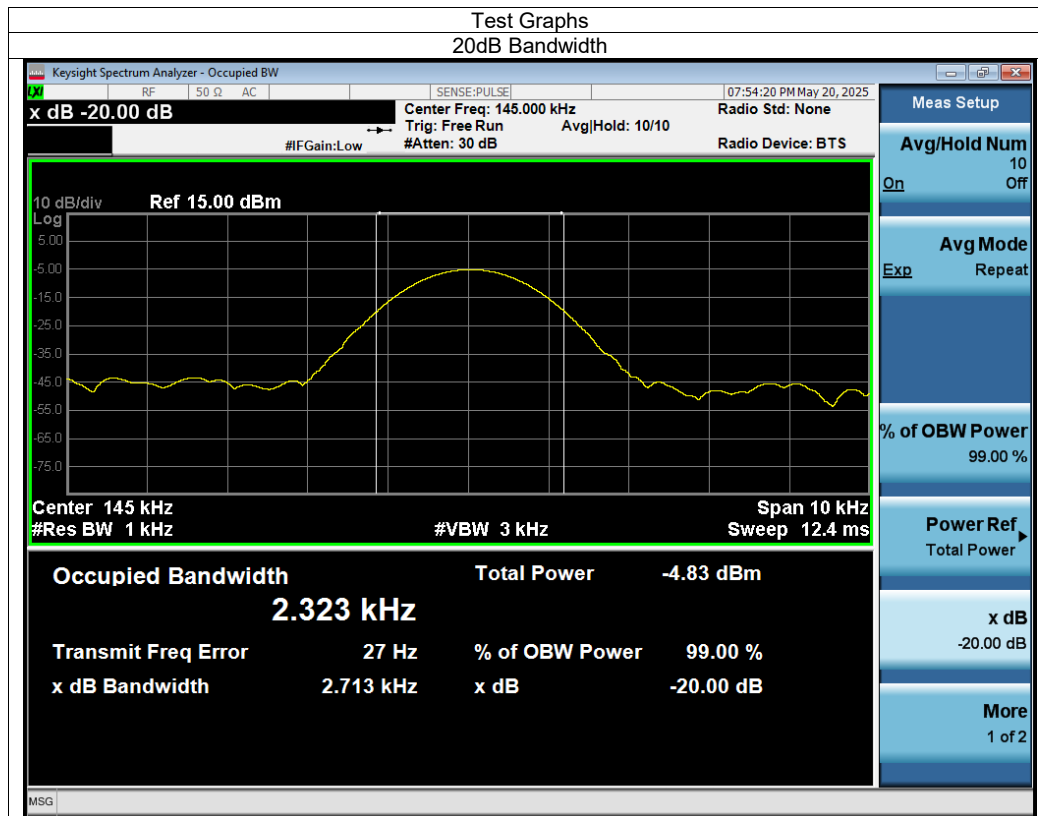 Test Graphs
20dB Bandwidth
Keysight Spectrum Analyzer - Occupied BW
LXI RF 50 Ω AC SENSE:PULSE 07:54:20 PM May 20, 2025
x dB -20.00 dB Center Freq: 145.000 kHz Radio Std: None
Trig: Free Run Avg|Hold: 10/10
#IFGain:Low #Atten: 30 dB Radio Device: BTS
10 dB/div Ref 15.00 dBm
Log
5.00
-5.00
-15.0
-25.0
-35.0
-45.0
-55.0
-65.0
-75.0
Center 145 kHz Span 10 kHz
#Res BW 1 kHz #VBW 3 kHz Sweep 12.4 ms
Occupied Bandwidth Total Power -4.83 dBm
2.323 kHz
Transmit Freq Error 27 Hz % of OBW Power 99.00 %
x dB Bandwidth 2.713 kHz x dB -20.00 dB
Meas Setup
Avg/Hold Num
10
On Off
Avg Mode
Exp Repeat
% of OBW Power
99.00 %
Power Ref
Total Power
x dB
-20.00 dB
More
1 of 2
MSG